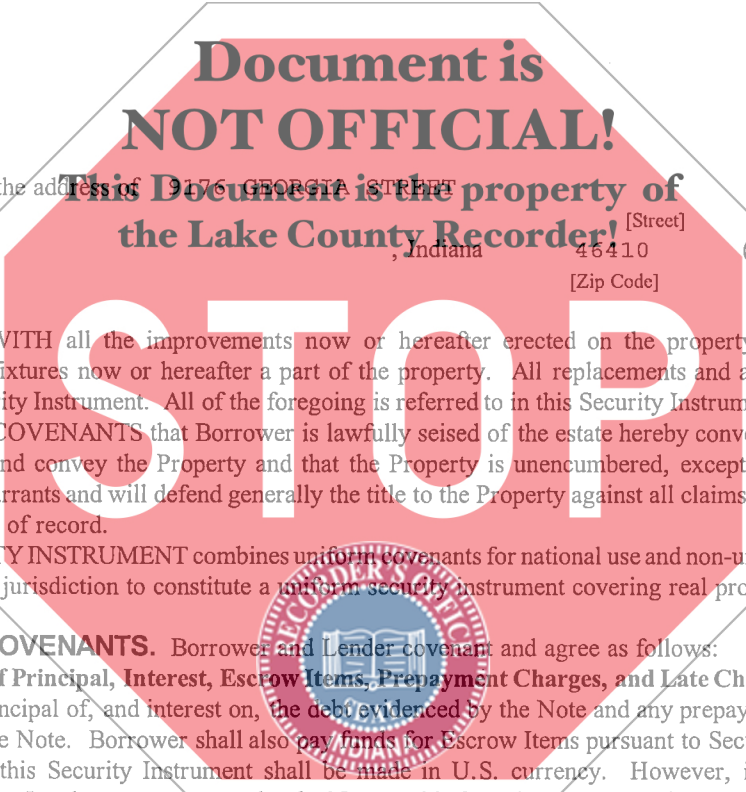 Document is
NOT OFFICIAL!
This Document is the property of
the Lake County Recorder!
the address of 9176 GEORGIA STREET
[Street]
, Indiana 46410
[Zip Code]
STOP
WITH all the improvements now or hereafter erected on the property
ixtures now or hereafter a part of the property. All replacements and a
ity Instrument. All of the foregoing is referred to in this Security Instrum
COVENANTS that Borrower is lawfully seised of the estate hereby conve
nd convey the Property and that the Property is unencumbered, except
arrants and will defend generally the title to the Property against all claims
of record.
TY INSTRUMENT combines uniform covenants for national use and non-u
jurisdiction to constitute a uniform security instrument covering real pro
OVENANTS. Borrower and Lender covenant and agree as follows:
f Principal, Interest, Escrow Items, Prepayment Charges, and Late Ch
ncipal of, and interest on, the debt evidenced by the Note and any prepay
e Note. Borrower shall also pay funds for Escrow Items pursuant to Sec
this Security Instrument shall be made in U.S. currency. However, i
RECORDER'S OFFIC
INDIANA